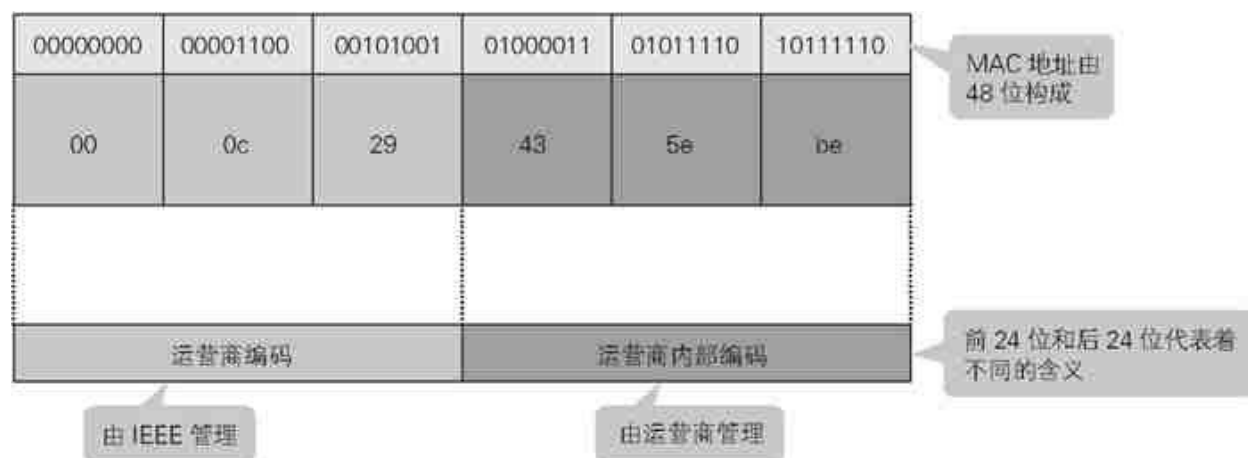 00000000 00001100 00101001 01000011 01011110 10111110
MAC 地址由
48 位构成
00 0c 29 43 5e be
运营商编码 运营商内部编码
前 24 位和后 24 位代表着
不同的含义
由 IEEE 管理 由运营商管理